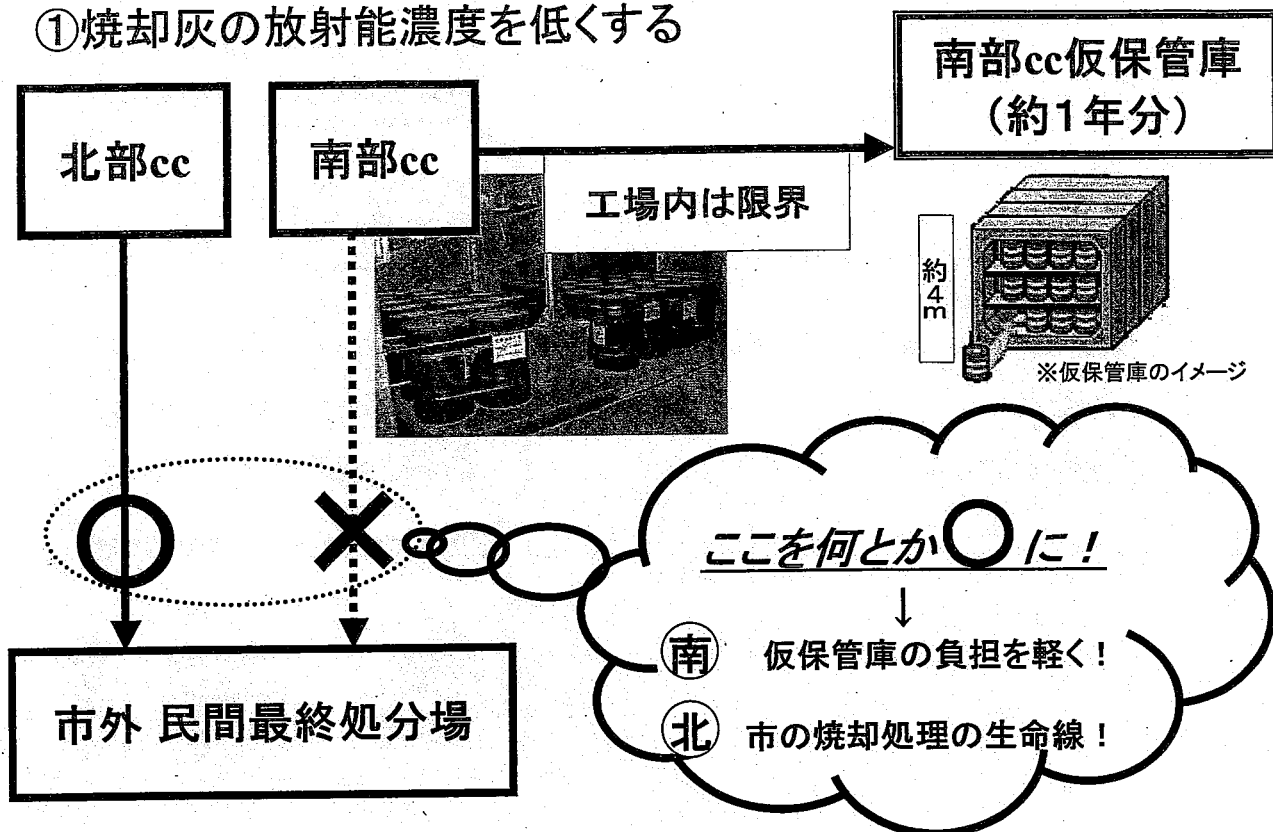 ①焼却灰の放射能濃度を低くする
北部cc
南部cc
南部cc仮保管庫
(約1年分)
工場内は限界
約4m
※仮保管庫のイメージ
ここを何とか○に!
↓
南 仮保管庫の負担を軽く!
北 市の焼却処理の生命線!
市外 民間最終処分場